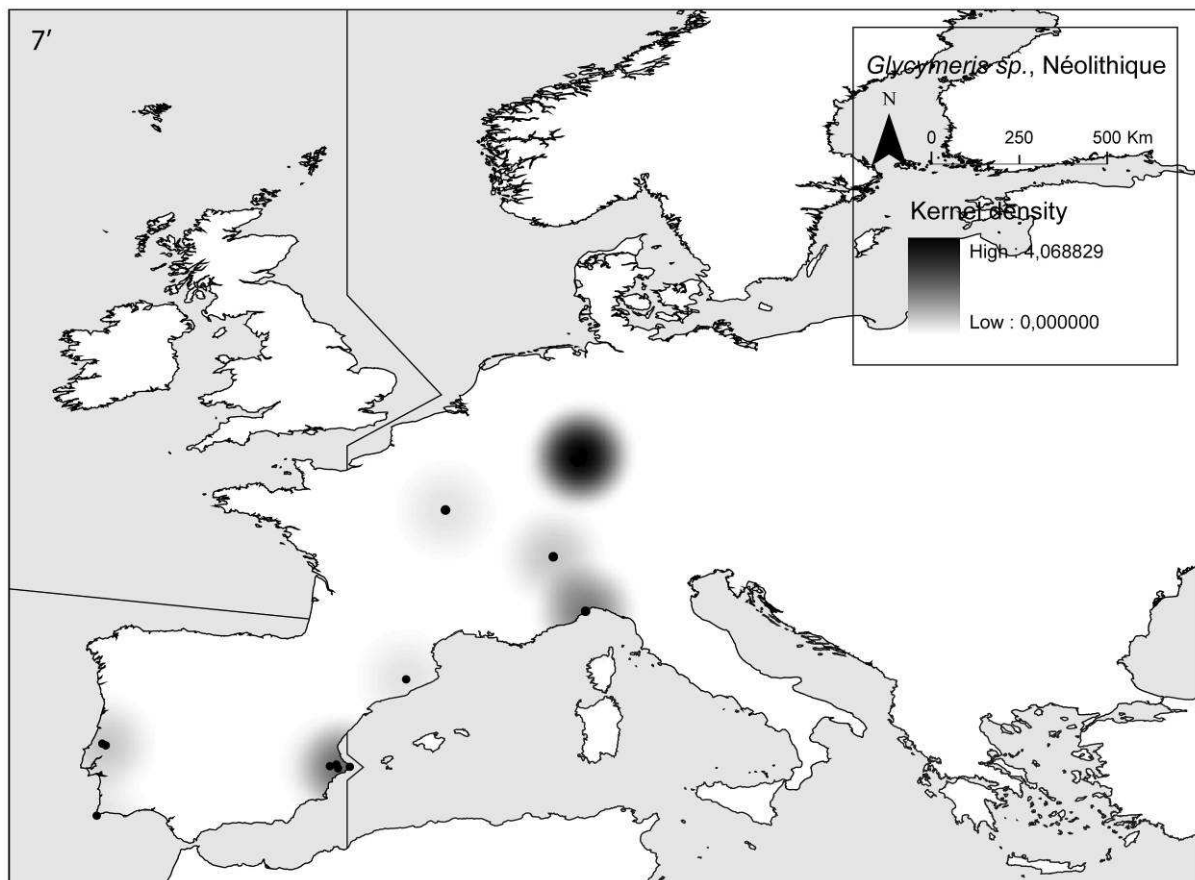 7′
Glycymeris sp., Néolithique
N
0 250 500 Km
Kernel density
High : 4,068829
Low : 0,000000